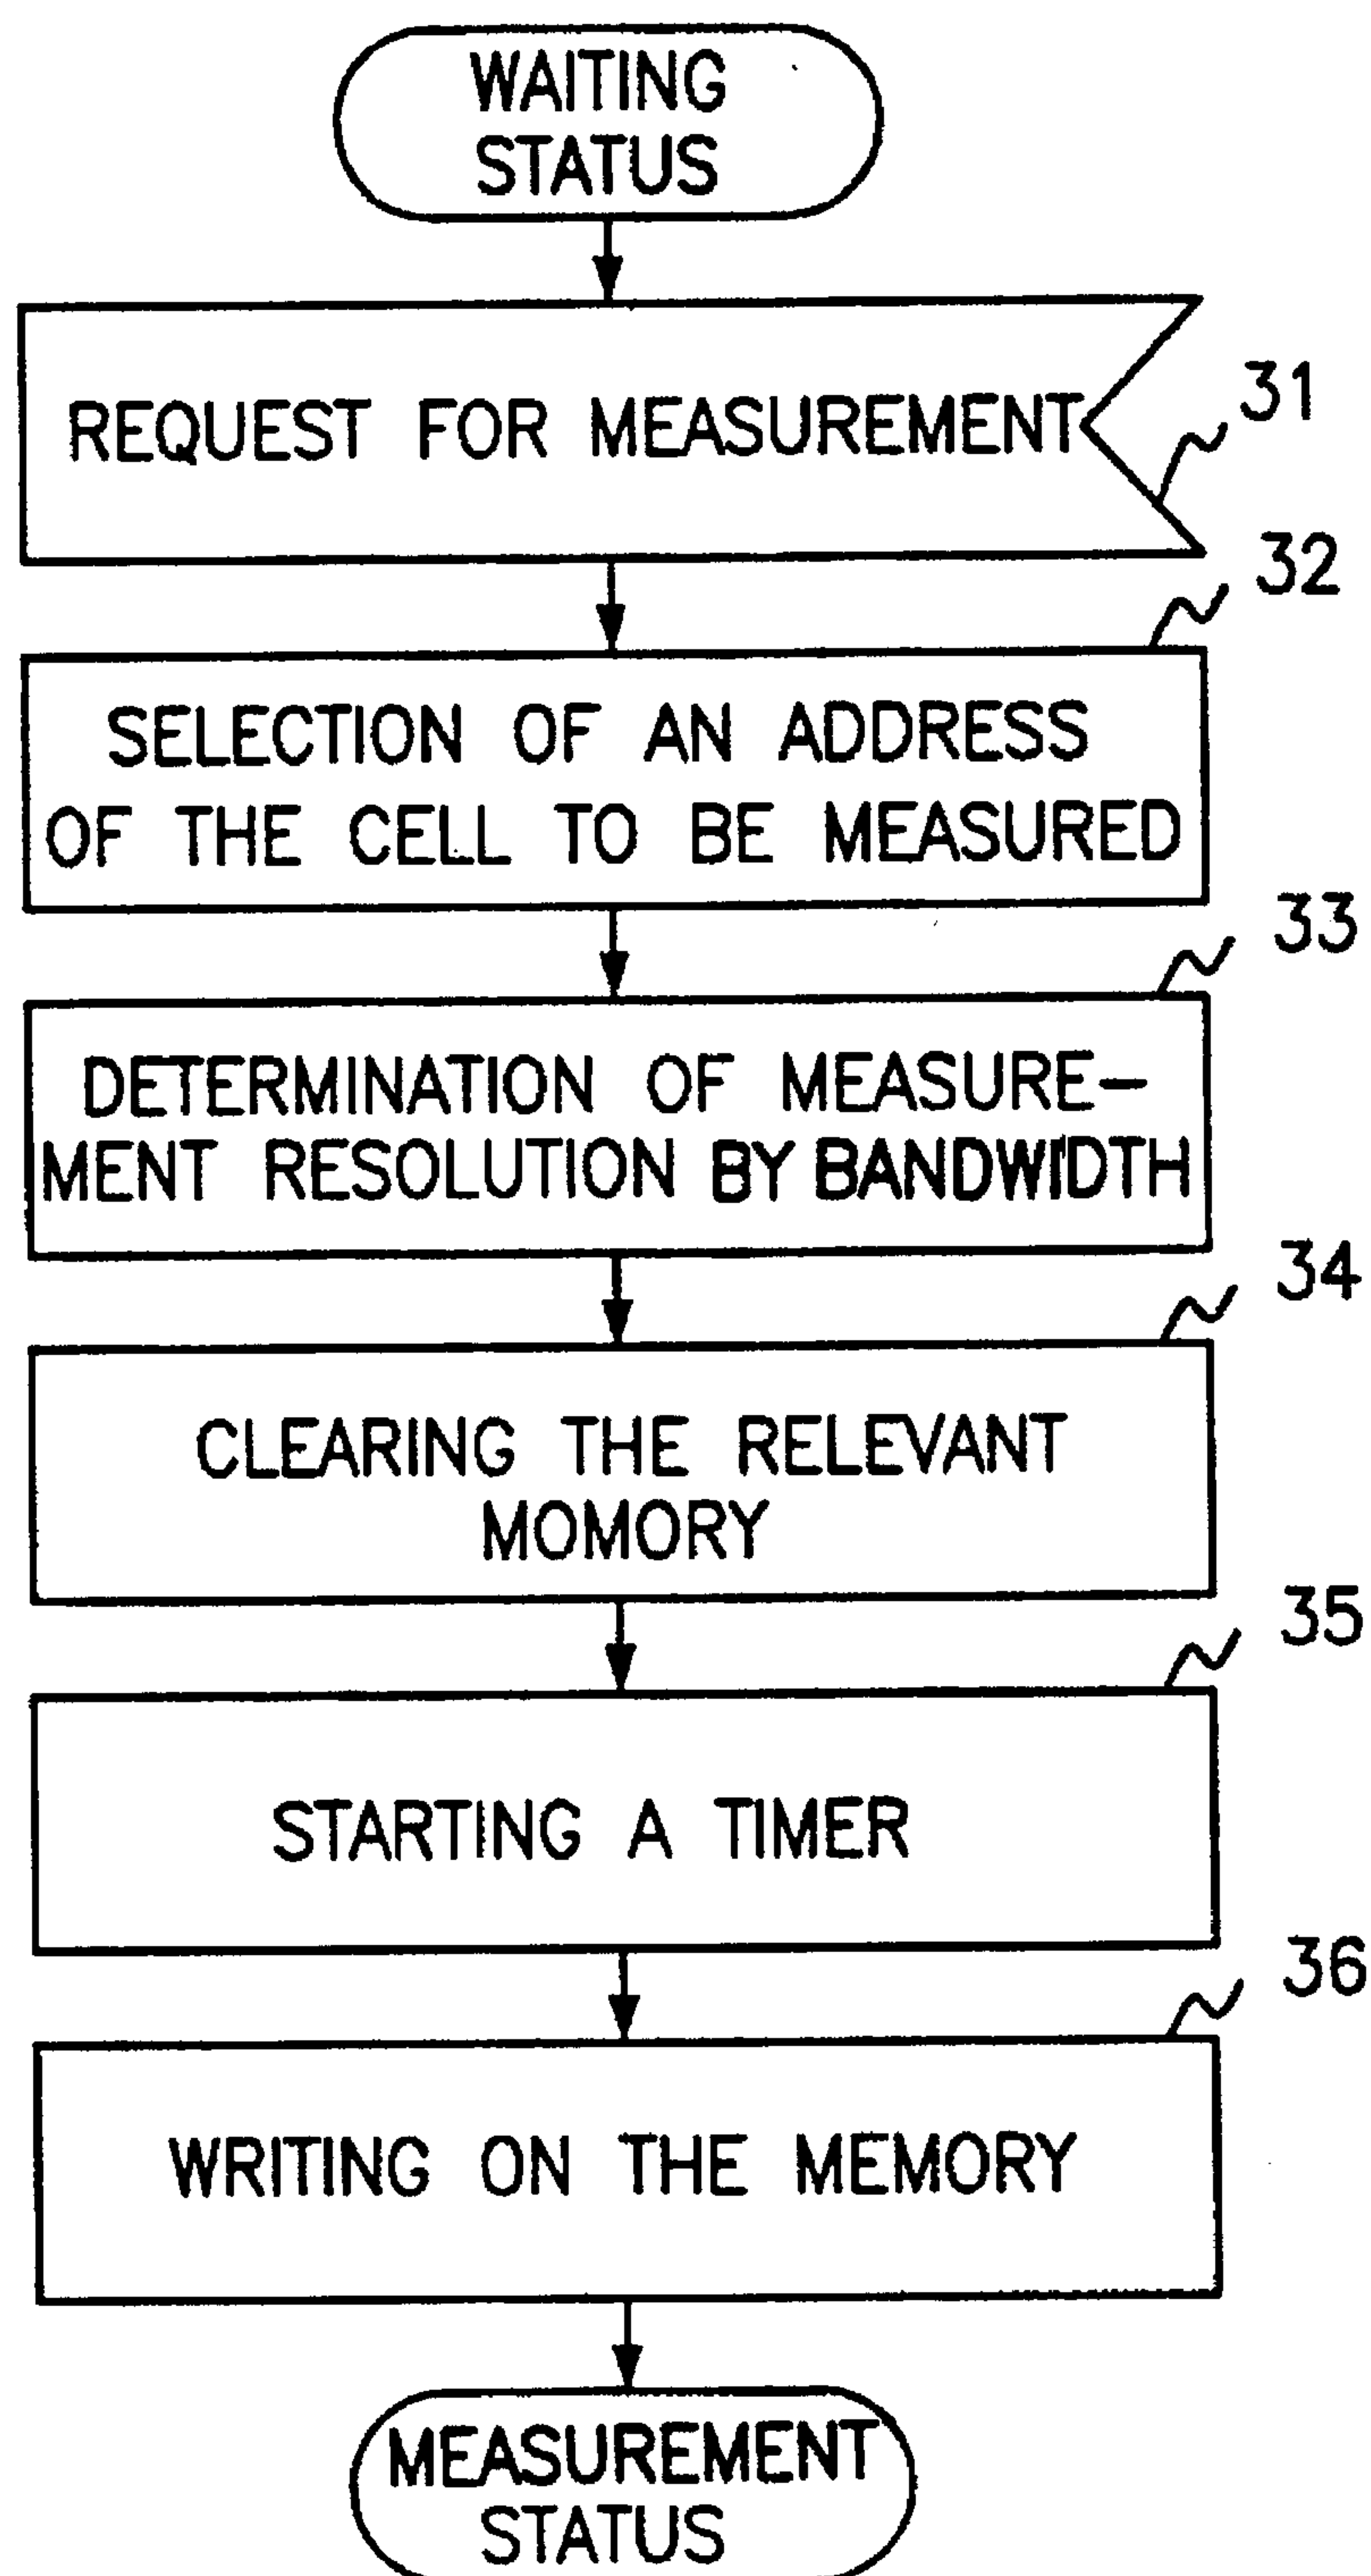 WAITING
STATUS
REQUEST FOR MEASUREMENT
31
32
SELECTION OF AN ADDRESS
OF THE CELL TO BE MEASURED
33
DETERMINATION OF MEASURE-
MENT RESOLUTION BY BANDWIDTH
34
CLEARING THE RELEVANT
MOMORY
35
STARTING A TIMER
36
WRITING ON THE MEMORY
MEASUREMENT
STATUS